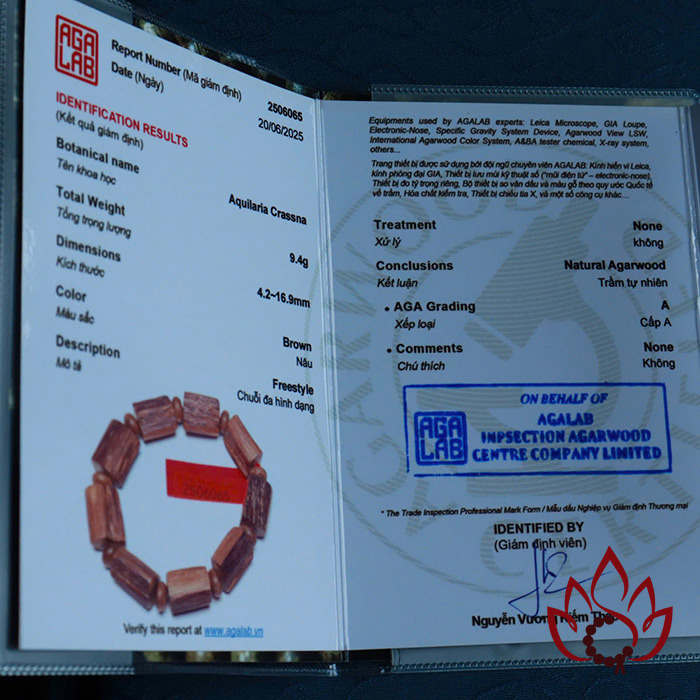 AGA
LAB
Report Number (Mã giám định)
2506065
Date (Ngày)
20/06/2025
IDENTIFICATION RESULTS
(Kết quả giám định)
Botanical name
Tên khoa học
Aquilaria Crassna
Total Weight
Tổng trọng lượng
9.4g
Dimensions
Kích thước
4.2~16.9mm
Color
Màu sắc
Brown
Nâu
Description
Mô tả
Freestyle
Chuỗi đa hình dạng
2506065
Verify this report at www.agalab.vn
Equipments used by AGALAB experts: Leica Microscope, GIA Loupe,
Electronic-Nose, Specific Gravity System Device, Agarwood View LSW,
International Agarwood Color System, A&BA tester chemical, X-ray system,
others...
Trang thiết bị được sử dụng bởi đội ngũ chuyên viên AGALAB: Kính hiển vi Leica,
kính phóng đại GIA, Thiết bị lưu mùi kỹ thuật số ("mũi điện tử" – electronic-nose),
Thiết bị đo tỷ trọng riêng, Bộ thiết bị so vân dầu và màu gỗ theo quy ước Quốc tế
về trầm, Hóa chất kiểm tra, Thiết bị chiếu tia X, và một số công cụ khác...
Treatment None
Xử lý không
Conclusions Natural Agarwood
Kết luận Trầm tự nhiên
• AGA Grading A
Xếp loại Cấp A
• Comments None
Chú thích Không
ON BEHALF OF
AGALAB
INPSECTION AGARWOOD
CENTRE COMPANY LIMITED
AGA
LAB
* The Trade Inspection Professional Mark Form / Mẫu dấu Nghiệp vụ Giám định Thương mại
IDENTIFIED BY
(Giám định viên)
Nguyễn Vương Kiếm